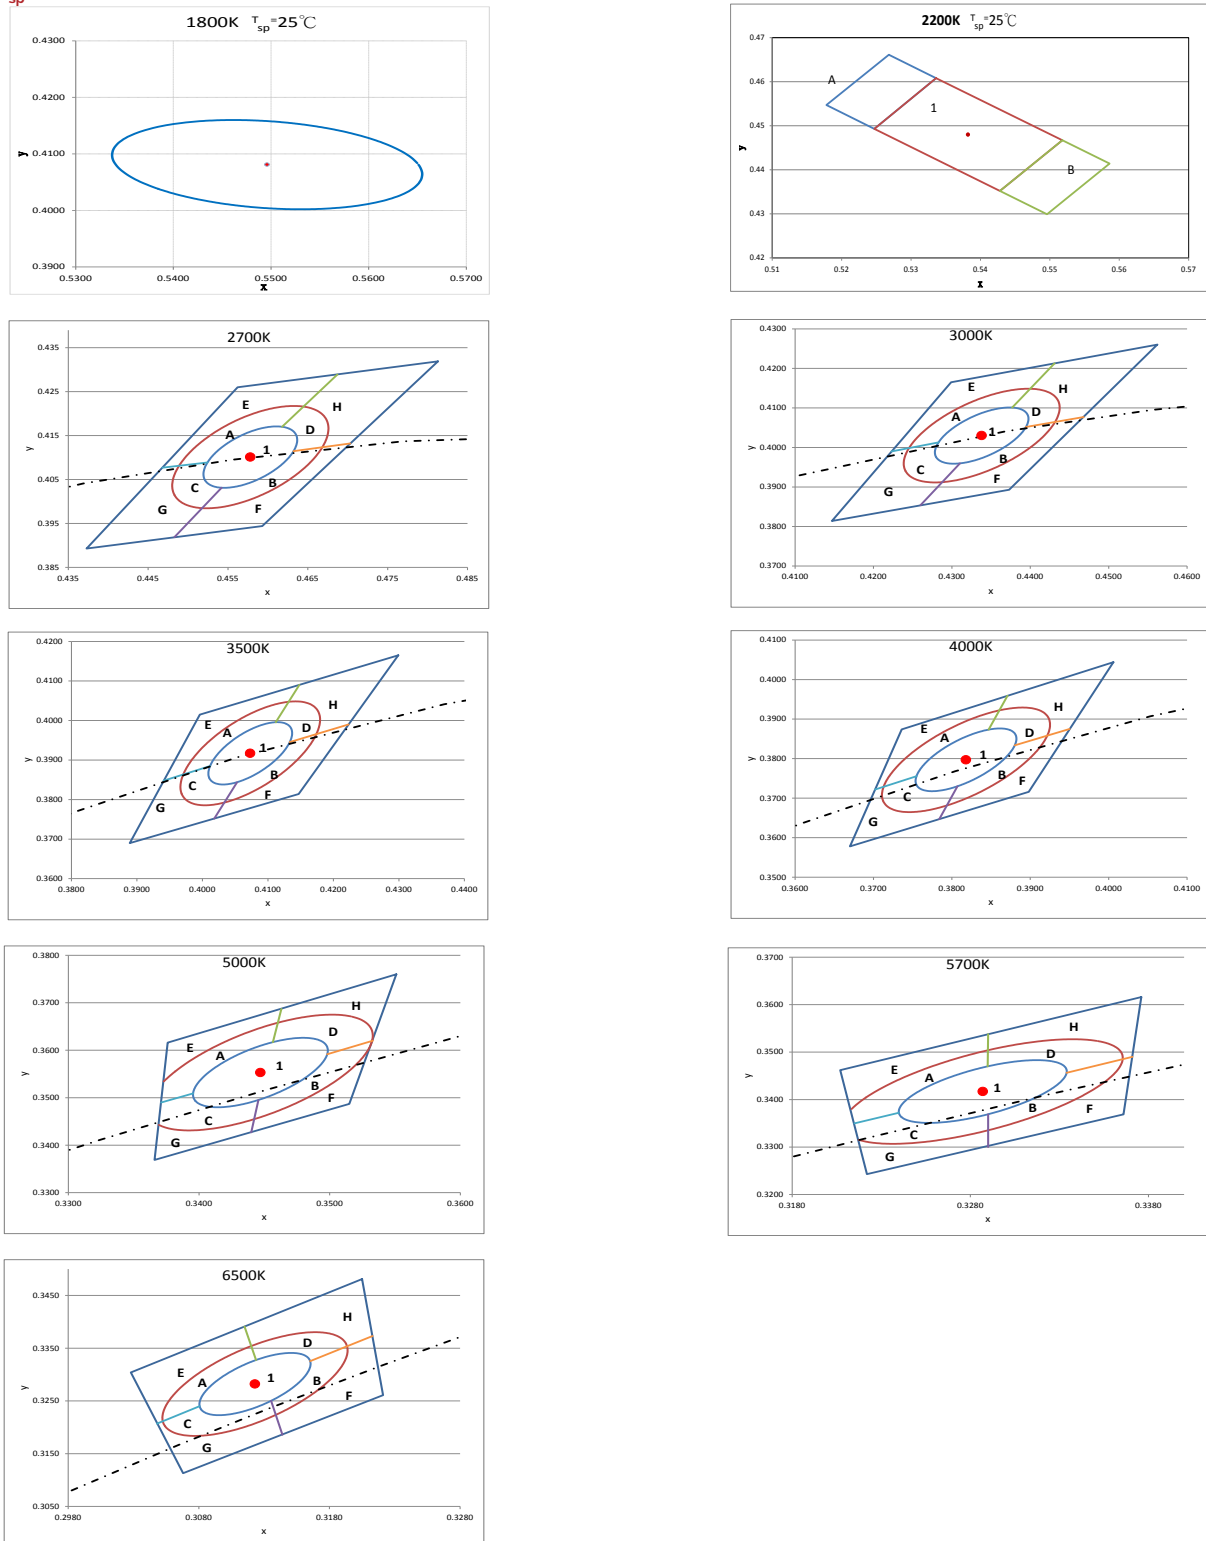 sp
1800K T sp=25℃
0.4300
0.4200
0.4100
0.4000
0.3900
y
0.5300 0.5400 0.5500 0.5600 0.5700
x
2200K T sp=25℃
0.47
0.46
0.45
0.44
0.43
0.42
y
A
1
B
0.51 0.52 0.53 0.54 0.55 0.56 0.57
x
2700K
0.435
0.425
0.415
0.405
0.395
0.385
y
E
H
A
D
1
C
B
G
F
0.435 0.445 0.455 0.465 0.475 0.485
x
3000K
0.4300
0.4200
0.4100
0.4000
0.3900
0.3800
0.3700
y
E
H
A
D
1
C
B
G
F
0.4100 0.4200 0.4300 0.4400 0.4500 0.4600
x
3500K
0.4200
0.4100
0.4000
0.3900
0.3800
0.3700
0.3600
y
E
H
A
D
1
C
B
G
F
0.3800 0.3900 0.4000 0.4100 0.4200 0.4300 0.4400
x
4000K
0.4100
0.4000
0.3900
0.3800
0.3700
0.3600
0.3500
y
E
H
A
D
1
C
B
G
F
0.3600 0.3700 0.3800 0.3900 0.4000 0.4100
x
5000K
0.3800
0.3700
0.3600
0.3500
0.3400
0.3300
y
E
H
A
D
1
C
B
G
F
0.3300 0.3400 0.3500 0.3600
x
5700K
0.3700
0.3600
0.3500
0.3400
0.3300
0.3200
y
E
H
A
D
1
C
B
G
F
0.3180 0.3280 0.3380
x
6500K
0.3450
0.3350
0.3250
0.3150
0.3050
y
E
H
A
D
1
C
B
G
F
0.2980 0.3080 0.3180 0.3280
x